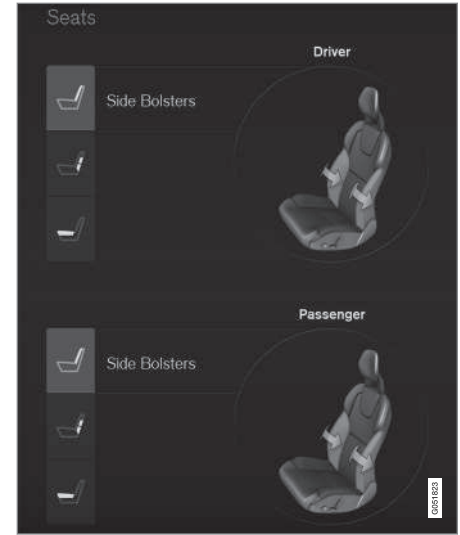 Seats
Driver
Side Bolsters
Passenger
Side Bolsters
G051823